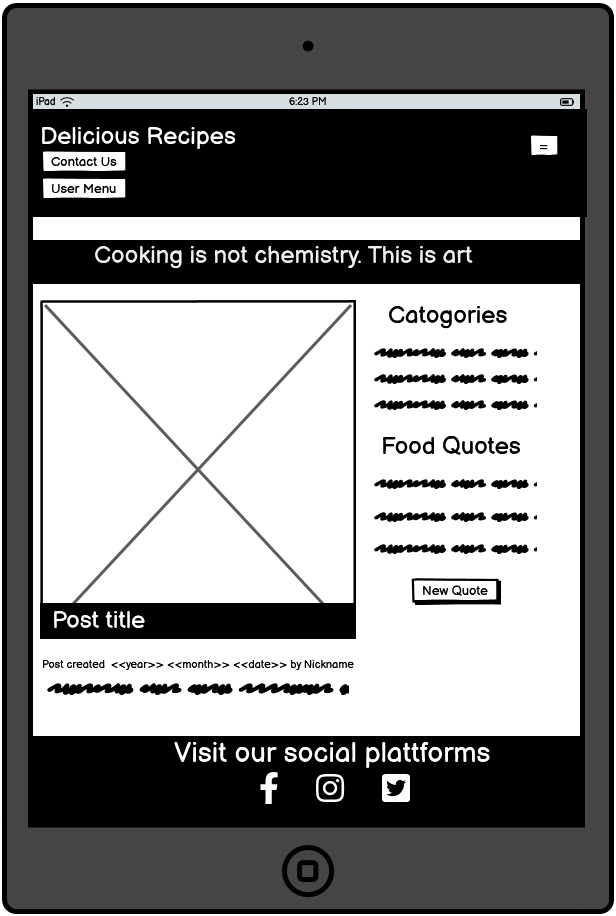 iPad 6:23 PM
Delicious Recipes
Contact Us
User Menu
=
Cooking is not chemistry. This is art
Catogories
Food Quotes
New Quote
Post title
Post created <<year>> <<month>> <<date>> by Nickname
Visit our social plattforms